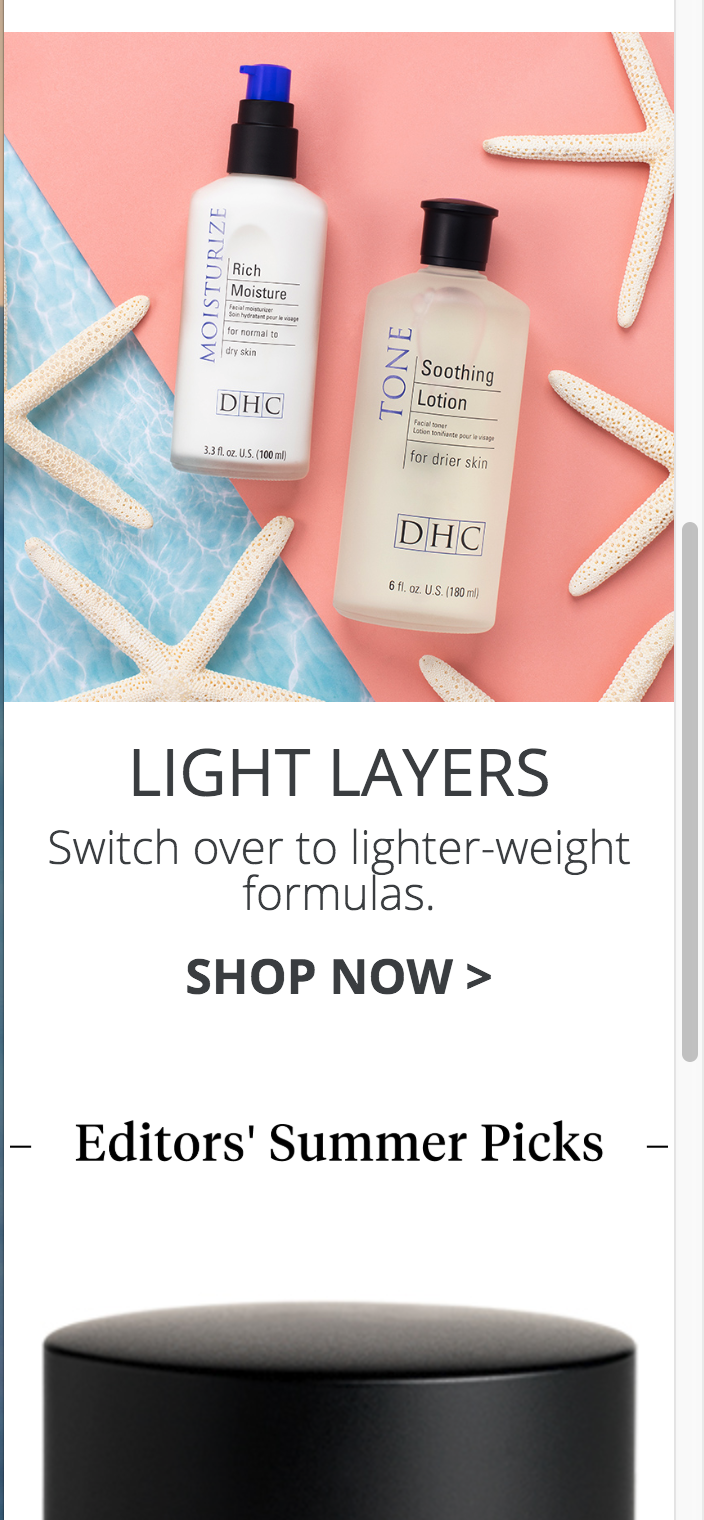 MOISTURIZE
Rich
Moisture
Facial moisturizer
Soin hydratant pour le visage
for normal to
dry skin
DHC
3.3 fl. oz. U.S. (100 ml)
TONE
Soothing
Lotion
Facial toner
Lotion tonifiante pour le visage
for drier skin
DHC
6 fl. oz. U.S. (180 ml)
LIGHT LAYERS
Switch over to lighter-weight
formulas.
SHOP NOW >
– Editors' Summer Picks –